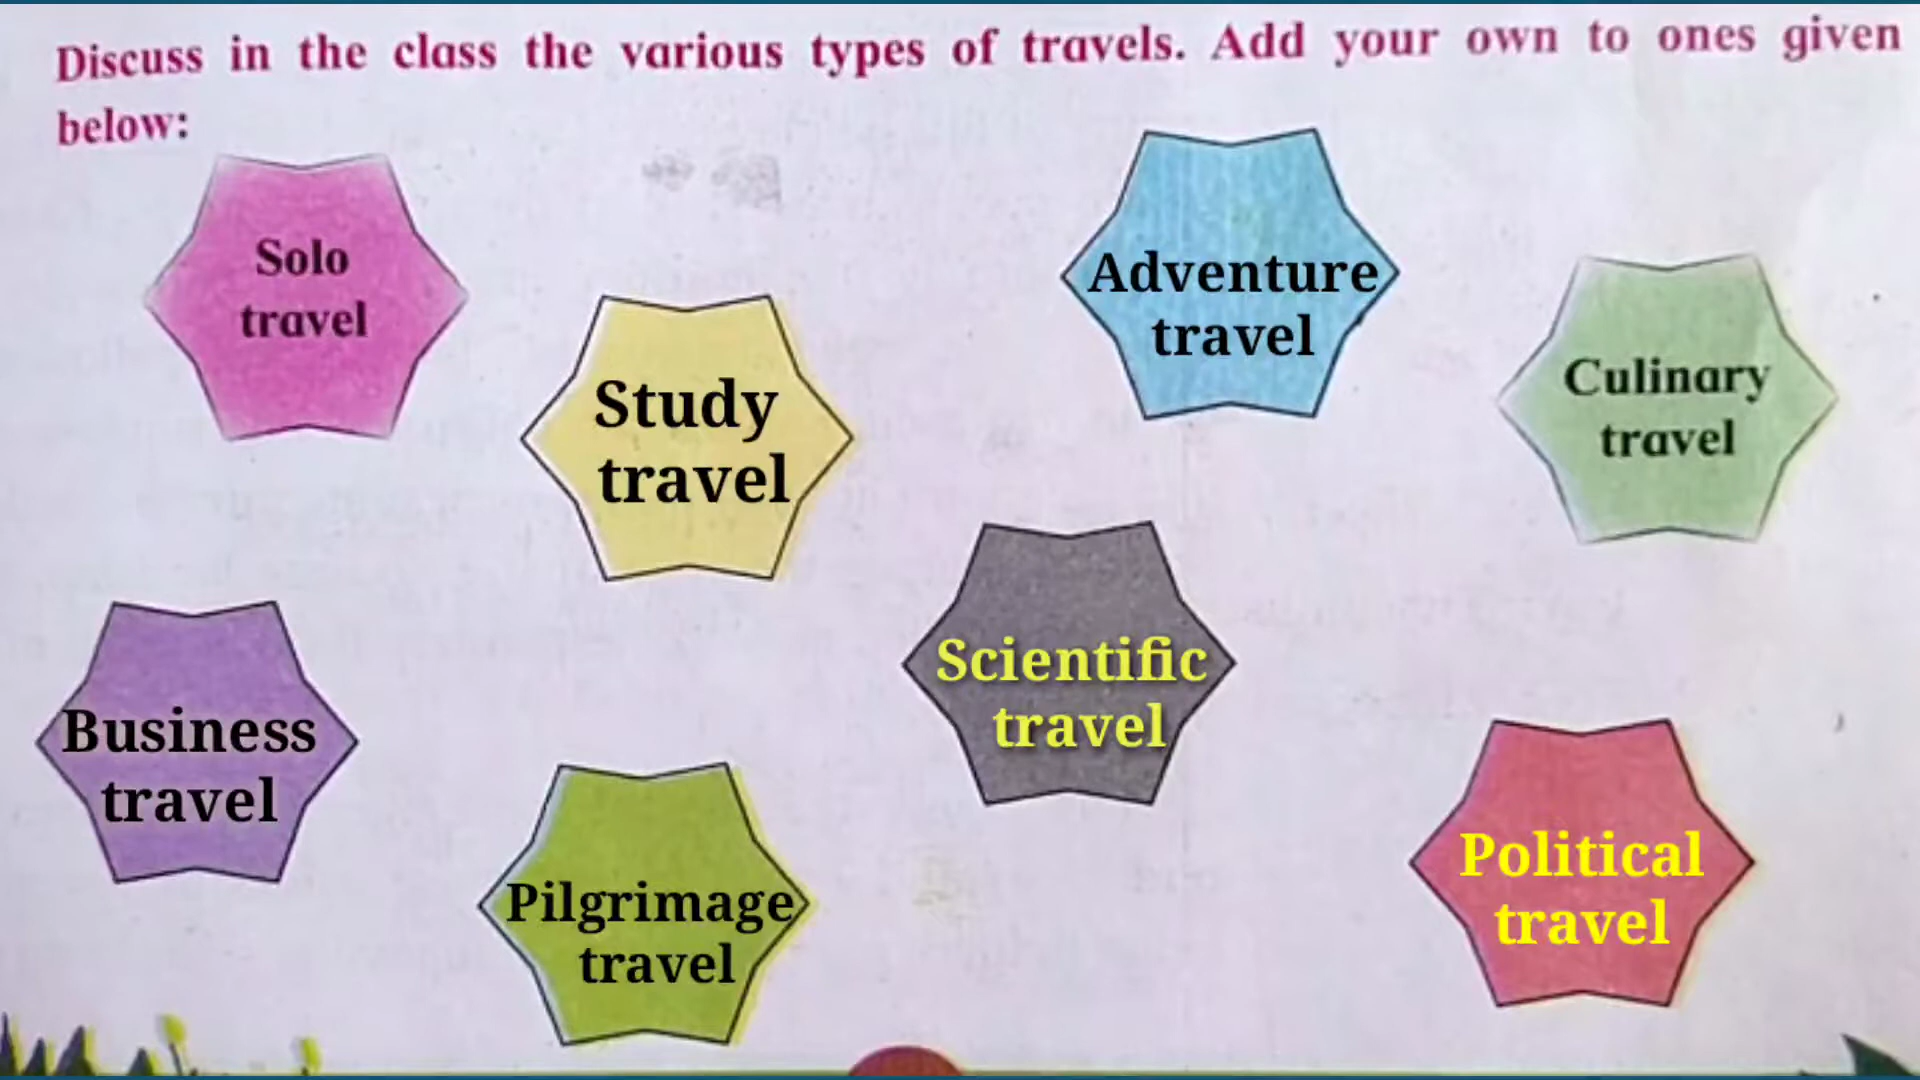 Discuss in the class the various types of travels. Add your own to ones given
below:
Solo
travel
Adventure
travel
Study
travel
Culinary
travel
Scientific
travel
Business
travel
Pilgrimage
travel
Political
travel